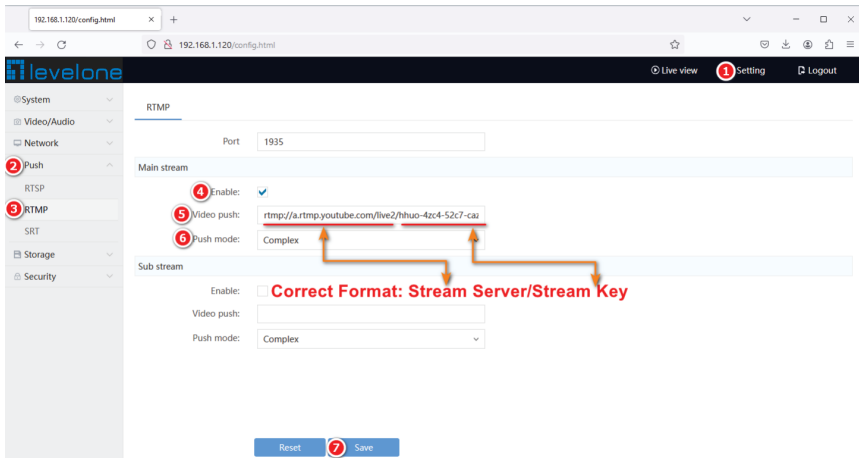 192.168.1.120/config.html
192.168.1.120/config.html
levelone
Live view
1 Setting
Logout
System
Video/Audio
Network
2 Push
RTSP
3 RTMP
SRT
Storage
Security
RTMP
Port 1935
Main stream
4 Enable:
5 Video push: rtmp://a.rtmp.youtube.com/live2/hhuo-4zc4-52c7-caz
6 Push mode: Complex
Sub stream
Enable: Correct Format: Stream Server/Stream Key
Video push:
Push mode: Complex
Reset 7 Save